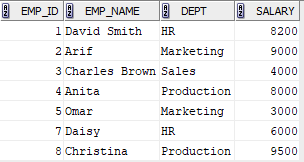 EMP_ID EMP_NAME DEPT SALARY
1 David Smith HR 8200
2 Arif Marketing 9000
3 Charles Brown Sales 4000
4 Anita Production 8000
5 Omar Marketing 3000
7 Daisy HR 6000
8 Christina Production 9500